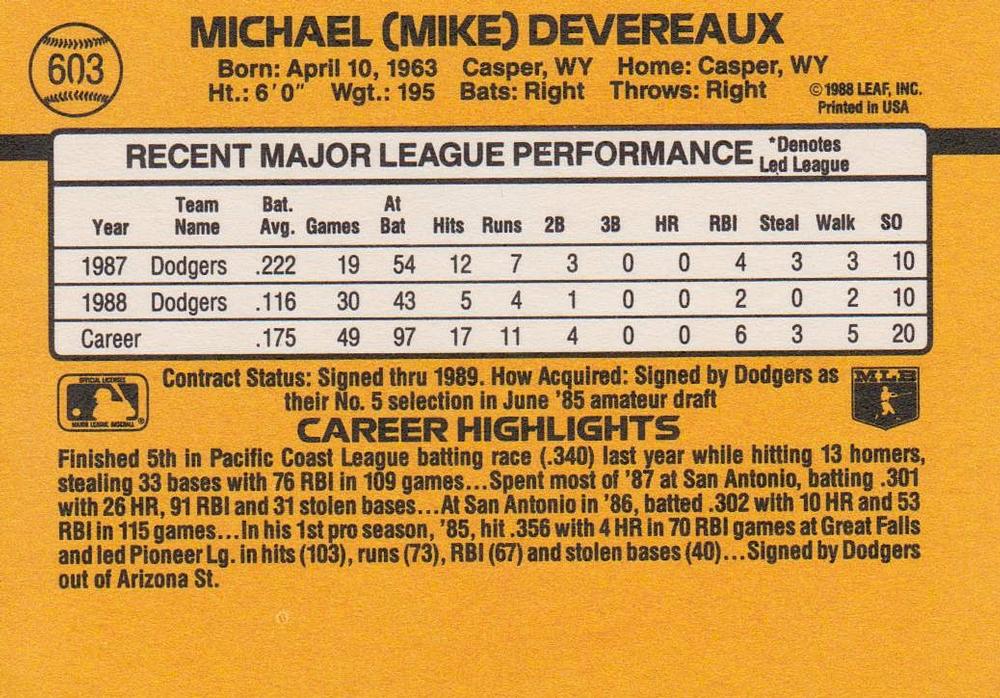 603
MICHAEL (MIKE) DEVEREAUX
Born: April 10, 1963 Casper, WY Home: Casper, WY
Ht.: 6'0" Wgt.: 195 Bats: Right Throws: Right
©1988 LEAF, INC.
Printed in USA
RECENT MAJOR LEAGUE PERFORMANCE *Denotes Led League
Year Team Name Bat. Avg. Games At Bat Hits Runs 2B 3B HR RBI Steal Walk SO
1987 Dodgers .222 19 54 12 7 3 0 0 4 3 3 10
1988 Dodgers .116 30 43 5 4 1 0 0 2 0 2 10
Career .175 49 97 17 11 4 0 0 6 3 5 20
OFFICIAL LICENSEE
MAJOR LEAGUE BASEBALL ®
Contract Status: Signed thru 1989. How Acquired: Signed by Dodgers as
their No. 5 selection in June '85 amateur draft
MLB
CAREER HIGHLIGHTS
Finished 5th in Pacific Coast League batting race (.340) last year while hitting 13 homers,
stealing 33 bases with 76 RBI in 109 games...Spent most of '87 at San Antonio, batting .301
with 26 HR, 91 RBI and 31 stolen bases...At San Antonio in '86, batted .302 with 10 HR and 53
RBI in 115 games...In his 1st pro season, '85, hit .356 with 4 HR in 70 RBI games at Great Falls
and led Pioneer Lg. in hits (103), runs (73), RBI (67) and stolen bases (40)...Signed by Dodgers
out of Arizona St.